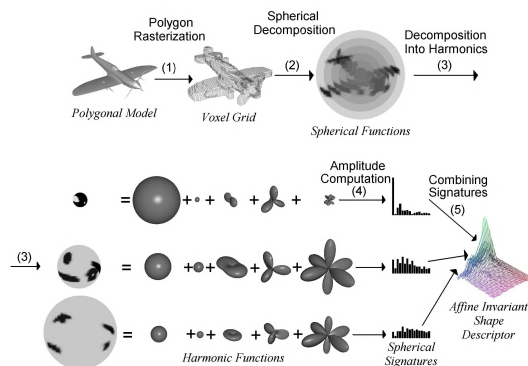 Polygon
Rasterization
Spherical
Decomposition
Decomposition
Into Harmonics
(1)
(2)
(3)
Polygonal Model
Voxel Grid
Spherical Functions
Amplitude
Computation
(4)
Combining
Signatures
(5)
= + + + +
(3)
= + + + +
= + + + +
Harmonic Functions
Spherical
Signatures
Affine Invariant
Shape
Descriptor